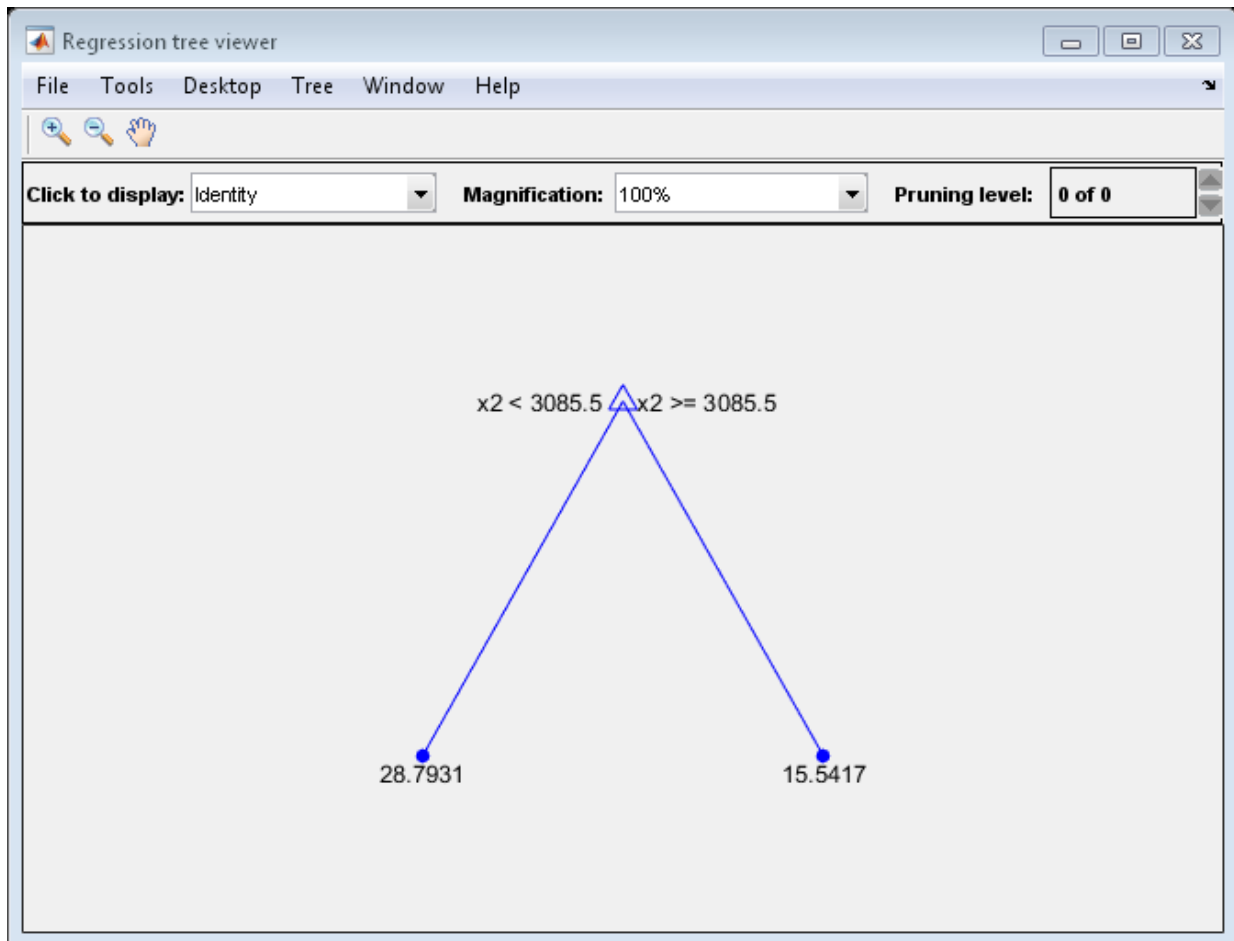 Regression tree viewer
File Tools Desktop Tree Window Help
Click to display: Identity Magnification: 100% Pruning level: 0 of 0
x2 < 3085.5 x2 >= 3085.5
28.7931 15.5417